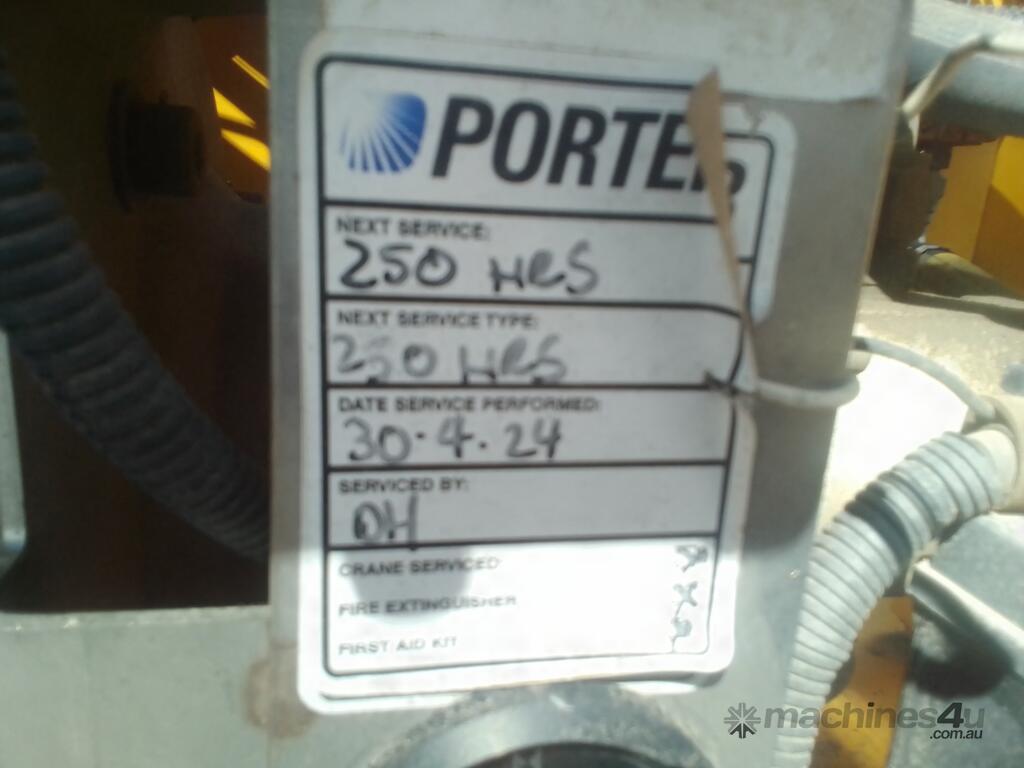 PORTER
NEXT SERVICE:
250 HRS
NEXT SERVICE TYPE:
250 HRS
DATE SERVICE PERFORMED:
30.4.24
SERVICED BY:
DH
CRANE SERVICED
FIRE EXTINGUISHER
FIRST AID KIT
machines4u
.com.au